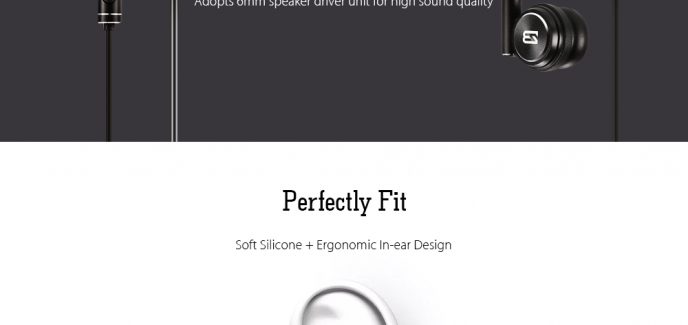 Adopts 6mm speaker driver unit for high sound quality
Perfectly Fit
Soft Silicone + Ergonomic In-ear Design